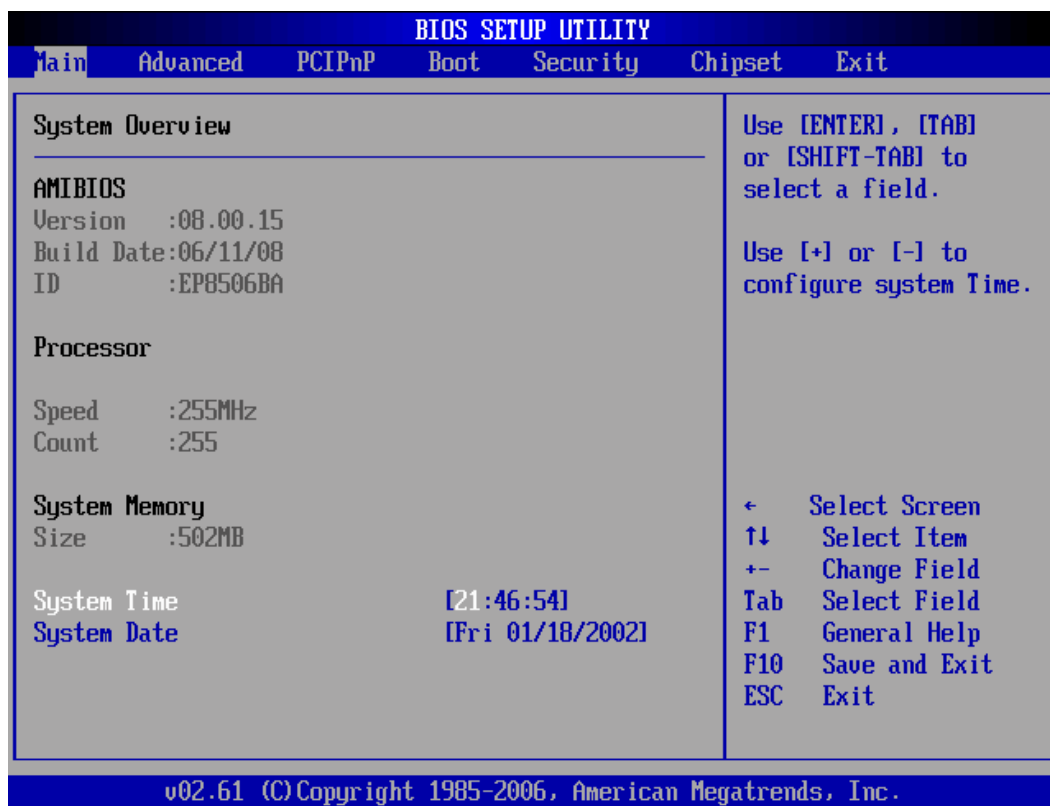 BIOS SETUP UTILITY
Main Advanced PCIPnP Boot Security Chipset Exit
System Overview
AMIBIOS
Version :08.00.15
Build Date:06/11/08
ID :EP8506BA
Processor
Speed :255MHz
Count :255
System Memory
Size :502MB
System Time [21:46:54]
System Date [Fri 01/18/2002]
Use [ENTER], [TAB]
or [SHIFT-TAB] to
select a field.
Use [+] or [-] to
configure system Time.
← Select Screen
↑↓ Select Item
+- Change Field
Tab Select Field
F1 General Help
F10 Save and Exit
ESC Exit
v02.61 (C)Copyright 1985-2006, American Megatrends, Inc.